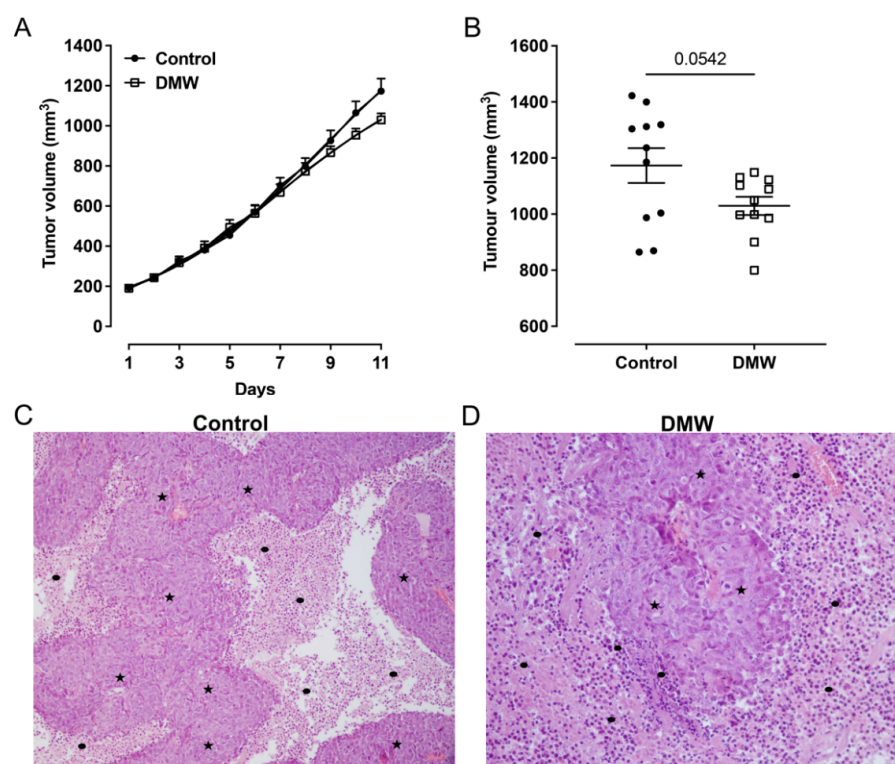 A
Control
DMW
Tumor volume (mm³)
1400
1200
1000
800
600
400
200
0
1 3 5 7 9 11
Days
B
0.0542
Tumour volume (mm³)
1600
1400
1200
1000
800
600
Control DMW
C
Control
D
DMW